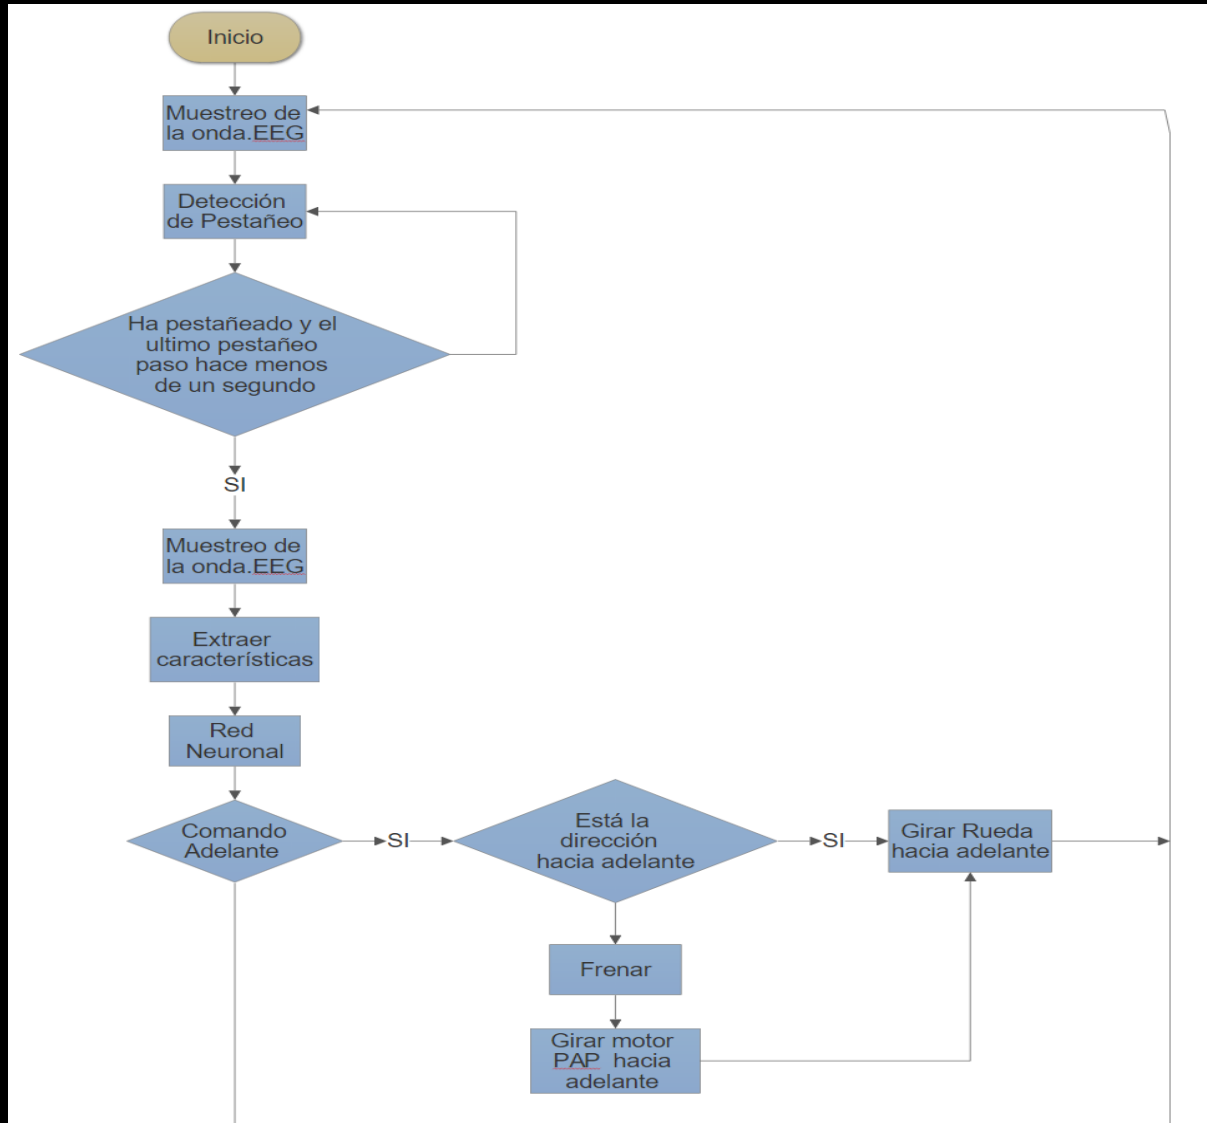 Inicio
Muestreo de
la onda.EEG
Detección
de Pestañeo
Ha pestañeado y el
ultimo pestañeo
paso hace menos
de un segundo
SI
Muestreo de
la onda.EEG
Extraer
características
Red
Neuronal
Comando
Adelante
SI
Está la
dirección
hacia adelante
SI
Girar Rueda
hacia adelante
Frenar
Girar motor
PAP hacia
adelante